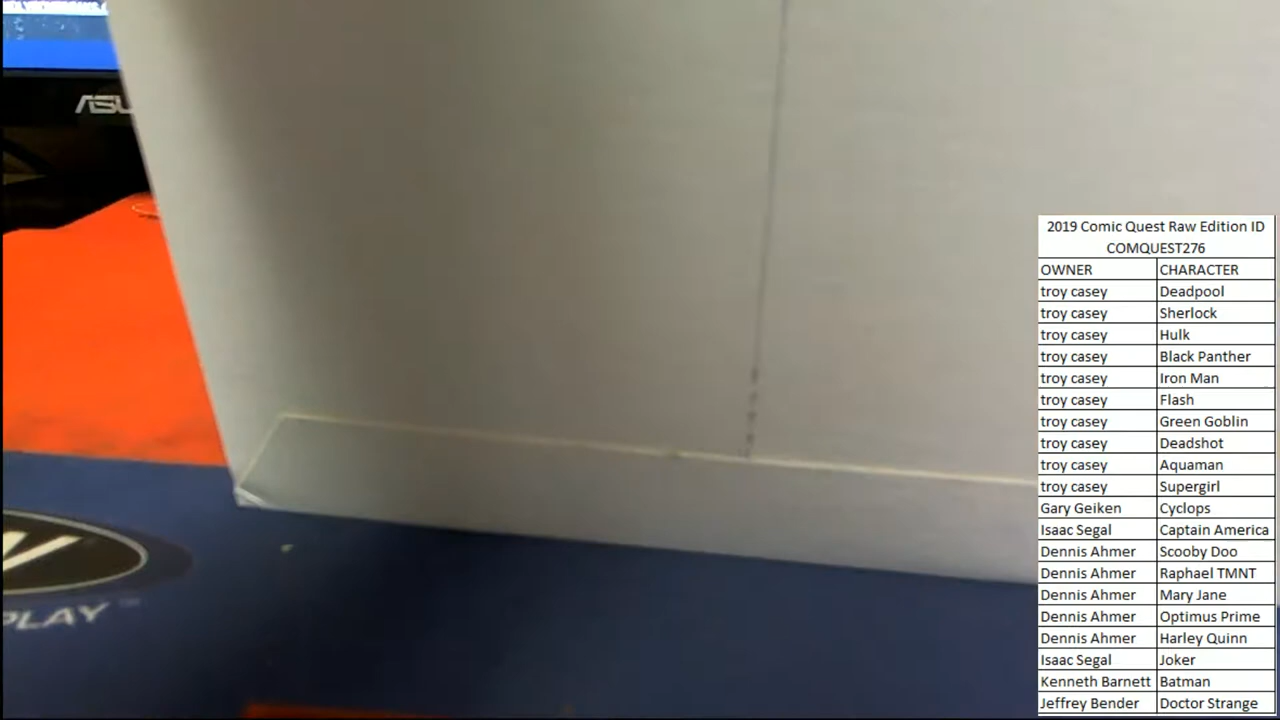 ASU
PLAY
2019 Comic Quest Raw Edition ID
COMQUEST276
OWNER CHARACTER
troy casey Deadpool
troy casey Sherlock
troy casey Hulk
troy casey Black Panther
troy casey Iron Man
troy casey Flash
troy casey Green Goblin
troy casey Deadshot
troy casey Aquaman
troy casey Supergirl
Gary Geiken Cyclops
Isaac Segal Captain America
Dennis Ahmer Scooby Doo
Dennis Ahmer Raphael TMNT
Dennis Ahmer Mary Jane
Dennis Ahmer Optimus Prime
Dennis Ahmer Harley Quinn
Isaac Segal Joker
Kenneth Barnett Batman
Jeffrey Bender Doctor Strange